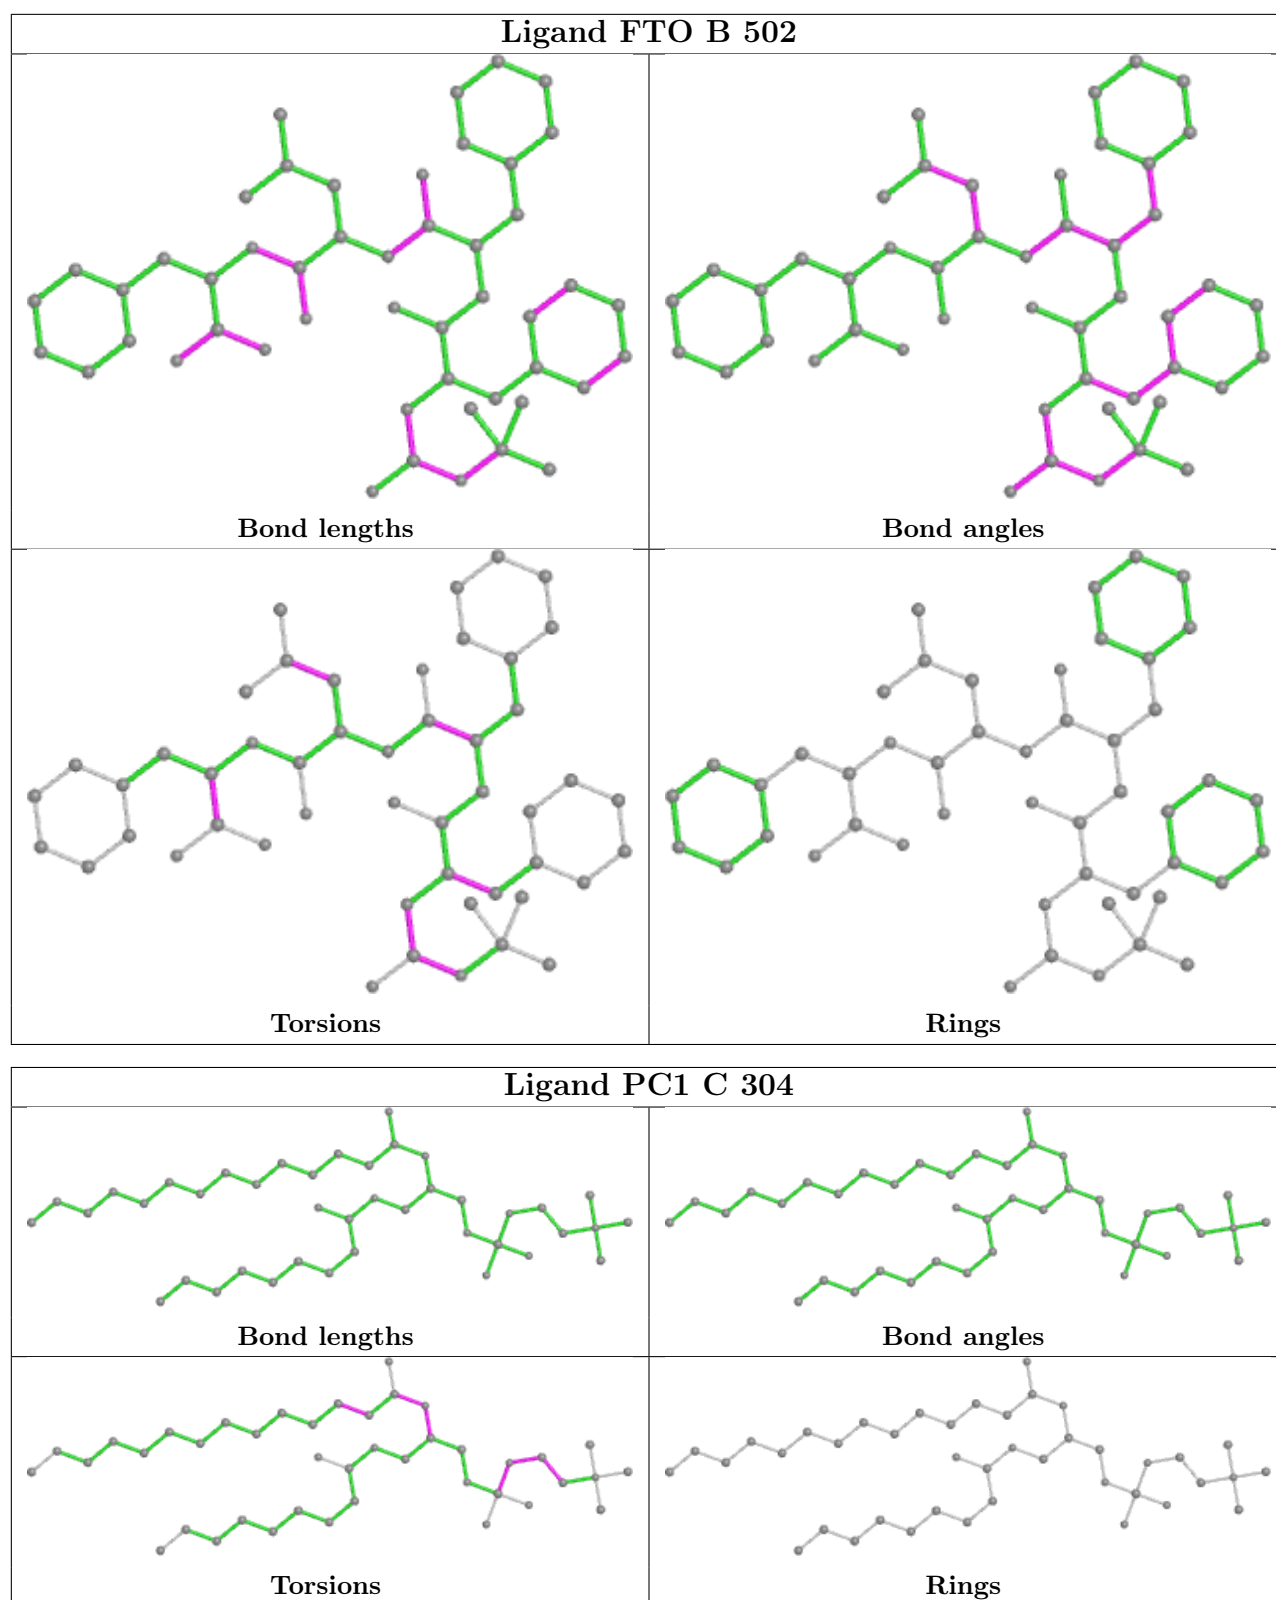 Ligand FTO B 502
Bond lengths
Bond angles
Torsions
Rings
Ligand PC1 C 304
Bond lengths
Bond angles
Torsions
Rings